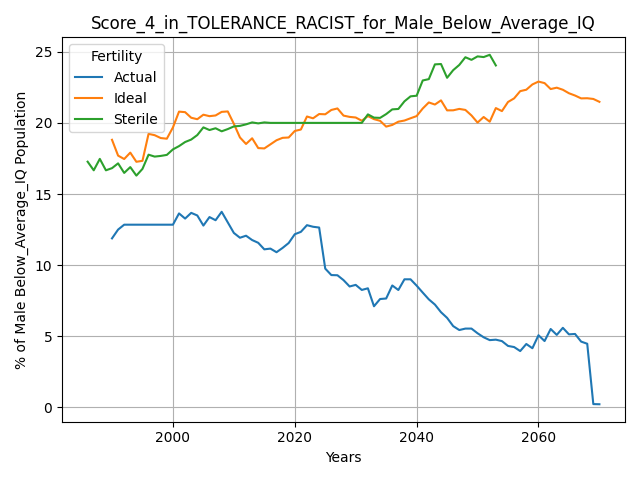 Score_4_in_TOLERANCE_RACIST_for_Male_Below_Average_IQ
Fertility
Actual
Ideal
Sterile
% of Male Below_Average_IQ Population
25
20
15
10
5
0
2000
2020
2040
2060
Years